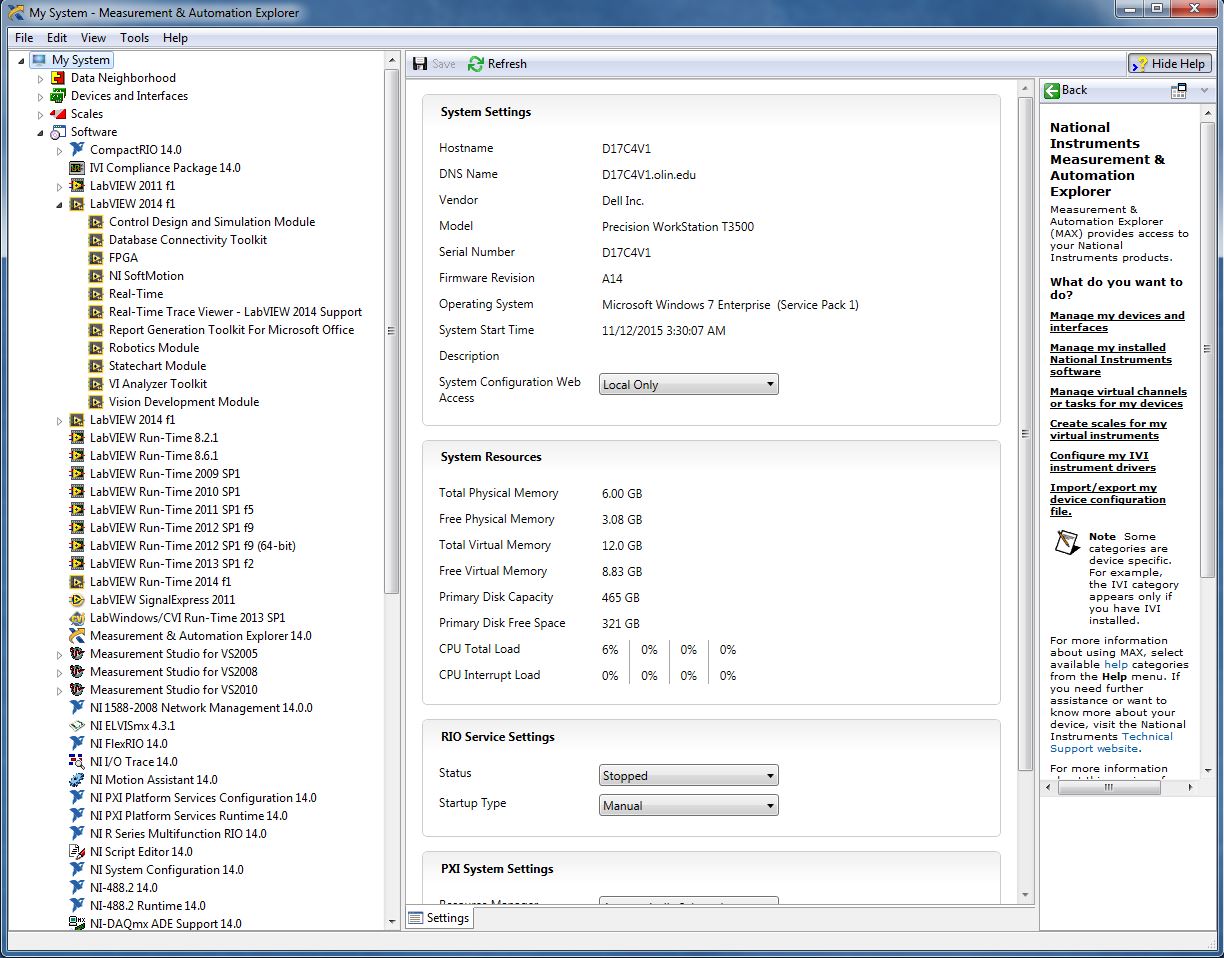 My System - Measurement & Automation Explorer
File Edit View Tools Help
My System
Data Neighborhood
Devices and Interfaces
Scales
Software
CompactRIO 14.0
IVI Compliance Package 14.0
LabVIEW 2011 f1
LabVIEW 2014 f1
Control Design and Simulation Module
Database Connectivity Toolkit
FPGA
NI SoftMotion
Real-Time
Real-Time Trace Viewer - LabVIEW 2014 Support
Report Generation Toolkit For Microsoft Office
Robotics Module
Statechart Module
VI Analyzer Toolkit
Vision Development Module
LabVIEW 2014 f1
LabVIEW Run-Time 8.2.1
LabVIEW Run-Time 8.6.1
LabVIEW Run-Time 2009 SP1
LabVIEW Run-Time 2010 SP1
LabVIEW Run-Time 2011 SP1 f5
LabVIEW Run-Time 2012 SP1 f9
LabVIEW Run-Time 2012 SP1 f9 (64-bit)
LabVIEW Run-Time 2013 SP1 f2
LabVIEW Run-Time 2014 f1
LabVIEW SignalExpress 2011
LabWindows/CVI Run-Time 2013 SP1
Measurement & Automation Explorer 14.0
Measurement Studio for VS2005
Measurement Studio for VS2008
Measurement Studio for VS2010
NI 1588-2008 Network Management 14.0.0
NI ELVISmx 4.3.1
NI FlexRIO 14.0
NI I/O Trace 14.0
NI Motion Assistant 14.0
NI PXI Platform Services Configuration 14.0
NI PXI Platform Services Runtime 14.0
NI R Series Multifunction RIO 14.0
NI Script Editor 14.0
NI System Configuration 14.0
NI-488.2 14.0
NI-488.2 Runtime 14.0
NI-DAQmx ADE Support 14.0
Save Refresh Hide Help
System Settings
Hostname D17C4V1
DNS Name D17C4V1.olin.edu
Vendor Dell Inc.
Model Precision WorkStation T3500
Serial Number D17C4V1
Firmware Revision A14
Operating System Microsoft Windows 7 Enterprise (Service Pack 1)
System Start Time 11/12/2015 3:30:07 AM
Description
System Configuration Web Local Only
Access
System Resources
Total Physical Memory 6.00 GB
Free Physical Memory 3.08 GB
Total Virtual Memory 12.0 GB
Free Virtual Memory 8.83 GB
Primary Disk Capacity 465 GB
Primary Disk Free Space 321 GB
CPU Total Load 6% 0% 0% 0%
CPU Interrupt Load 0% 0% 0% 0%
RIO Service Settings
Status Stopped
Startup Type Manual
PXI System Settings
Resource Manager
Settings
Back
National
Instruments
Measurement &
Automation
Explorer
Measurement &
Automation Explorer
(MAX) provides access to
your National
Instruments products.
What do you want to
do?
Manage my devices and
interfaces
Manage my installed
National Instruments
software
Manage virtual channels
or tasks for my devices
Create scales for my
virtual instruments
Configure my IVI
instrument drivers
Import/export my
device configuration
file.
Note Some
categories are
device specific.
For example,
the IVI category
appears only if
you have IVI
installed.
For more information
about using MAX, select
available help categories
from the Help menu. If
you need further
assistance or want to
know more about your
device, visit the National
Instruments Technical
Support website.
For more information